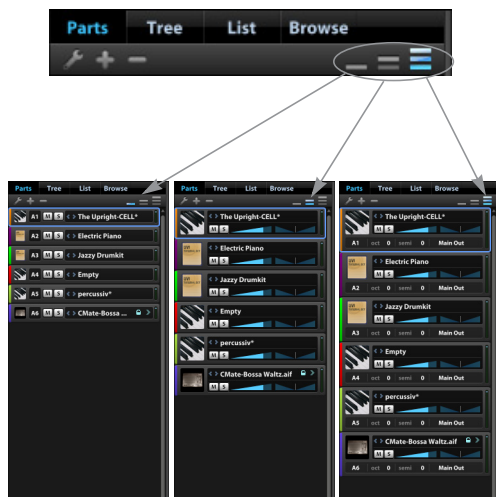 Parts Tree List Browse
Parts Tree List Browse
A1 M S < > The Upright-CELL*
A2 M S < > Electric Piano
A3 M S < > Jazzy Drumkit
A4 M S < > Empty
A5 M S < > percussiv*
A6 M S < > CMate-Bossa ... >
Parts Tree List Browse
< > The Upright-CELL*
M S
< > Electric Piano
M S
< > Jazzy Drumkit
M S
< > Empty
M S
< > percussiv*
M S
< > CMate-Bossa Waltz.aif >
M S
Parts Tree List Browse
< > The Upright-CELL*
M S
A1 oct 0 semi 0 Main Out
< > Electric Piano
M S
A2 oct 0 semi 0 Main Out
< > Jazzy Drumkit
M S
A3 oct 0 semi 0 Main Out
< > Empty
M S
A4 oct 0 semi 0 Main Out
< > percussiv*
M S
A5 oct 0 semi 0 Main Out
< > CMate-Bossa Waltz.aif >
M S
A6 oct 0 semi 0 Main Out